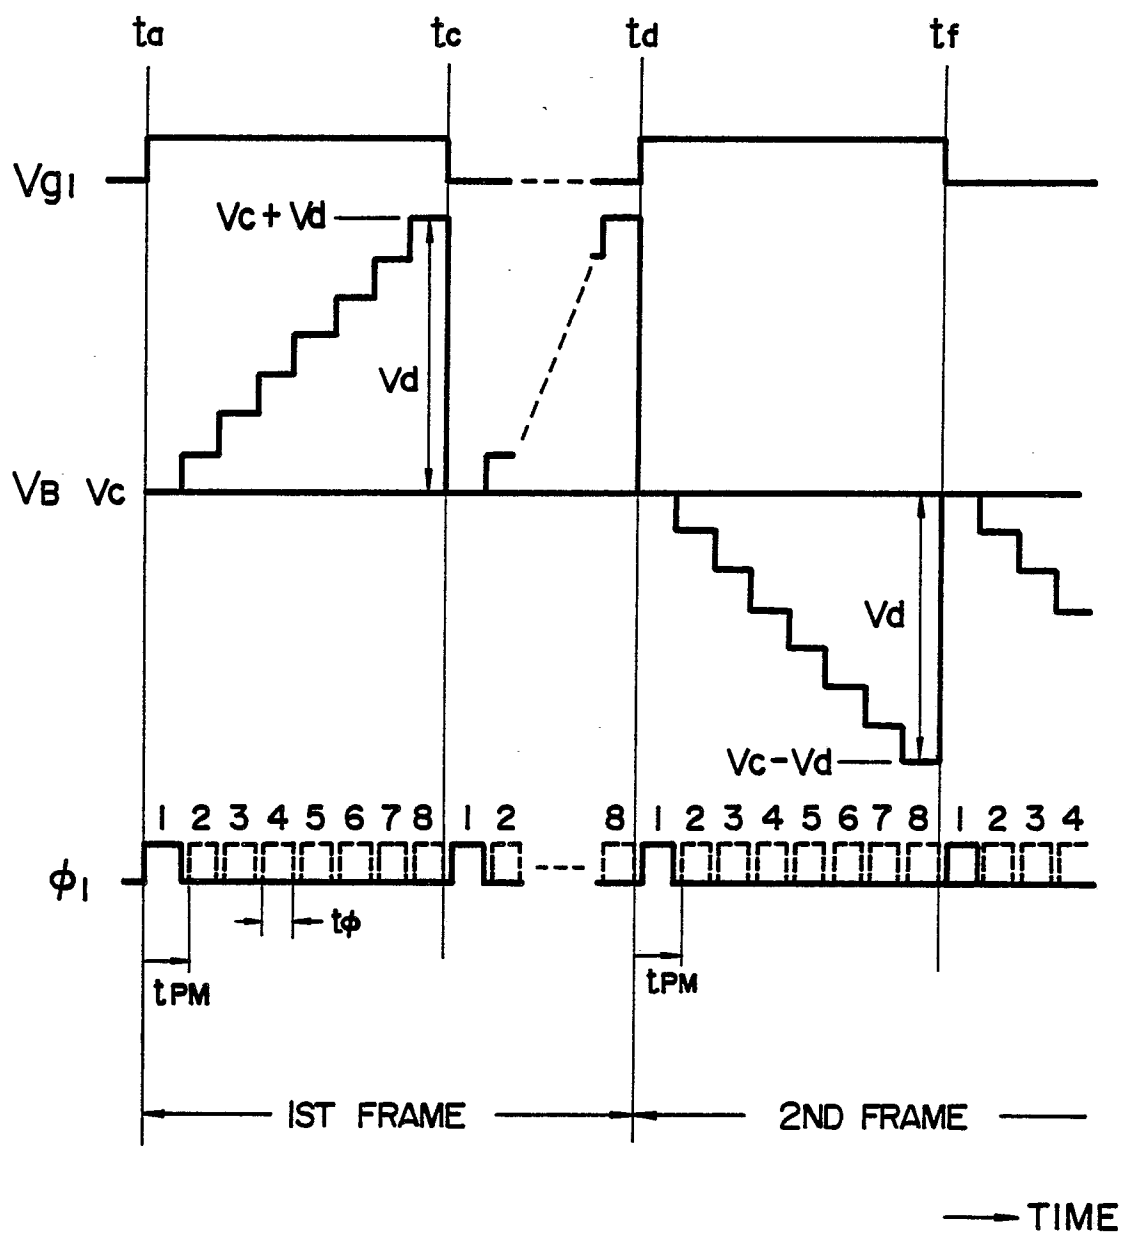 ta tc td tf
Vg1
Vc + Vd
Vd
VB Vc
Vd
Vc - Vd
1 2 3 4 5 6 7 8 1 2 8 1 2 3 4 5 6 7 8 1 2 3 4
ϕ1
tϕ
tPM tPM
1ST FRAME 2ND FRAME
TIME